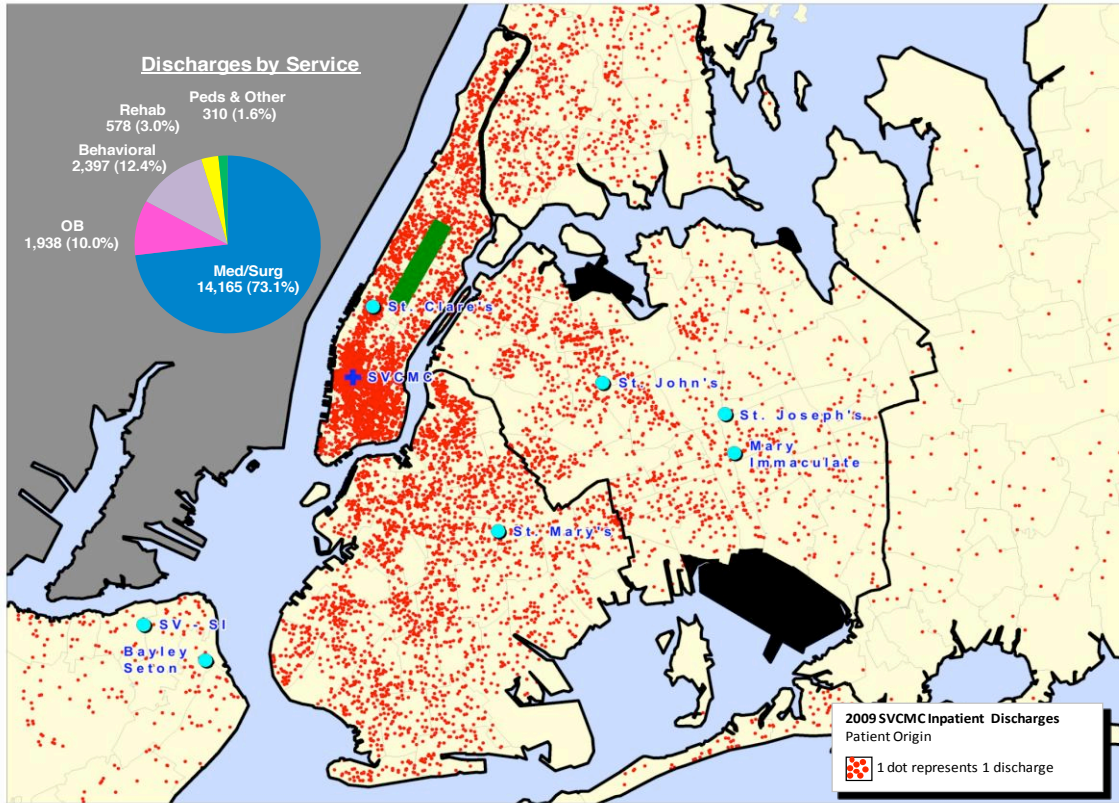 Discharges by Service
Peds & Other
310 (1.6%)
Rehab
578 (3.0%)
Behavioral
2,397 (12.4%)
OB
1,938 (10.0%)
Med/Surg
14,165 (73.1%)
St. Clare's
SVCMC
St. John's
St. Joseph's
Mary
Immaculate
St. Mary's
SV - SI
Bayley
Seton
2009 SVCMC Inpatient Discharges
Patient Origin
1 dot represents 1 discharge